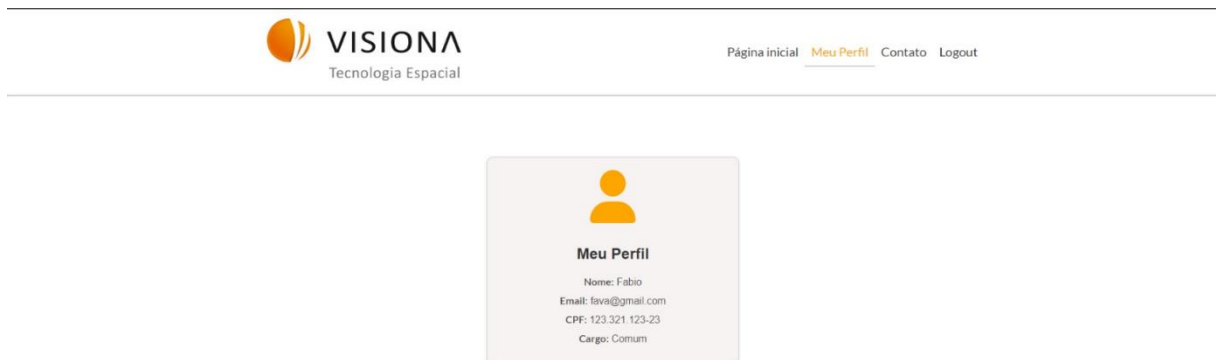 VISIONA
Tecnologia Espacial
Página inicial Meu Perfil Contato Logout
Meu Perfil
Nome: Fabio
Email: fava@gmail.com
CPF: 123.321.123-23
Cargo: Comum